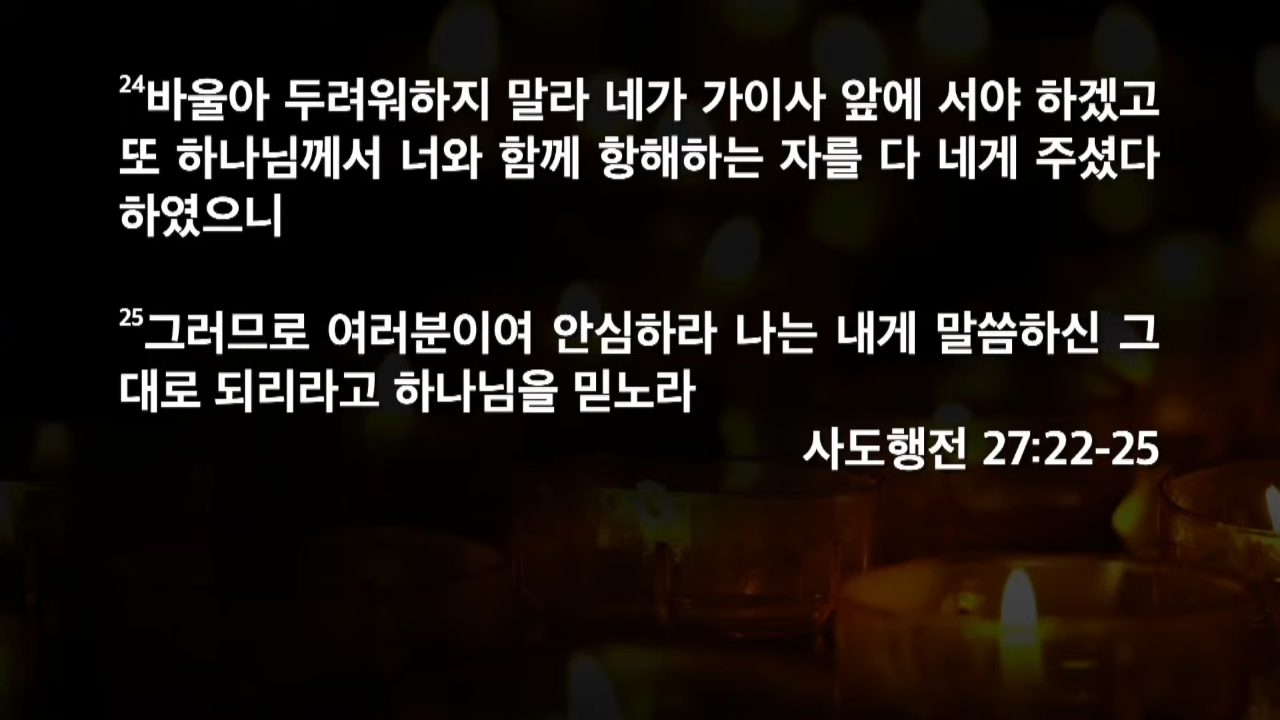 24바울아 두려워하지 말라 네가 가이사 앞에 서야 하겠고
또 하나님께서 너와 함께 항해하는 자를 다 네게 주셨다
하였으니
25그러므로 여러분이여 안심하라 나는 내게 말씀하신 그
대로 되리라고 하나님을 믿노라
사도행전 27:22-25